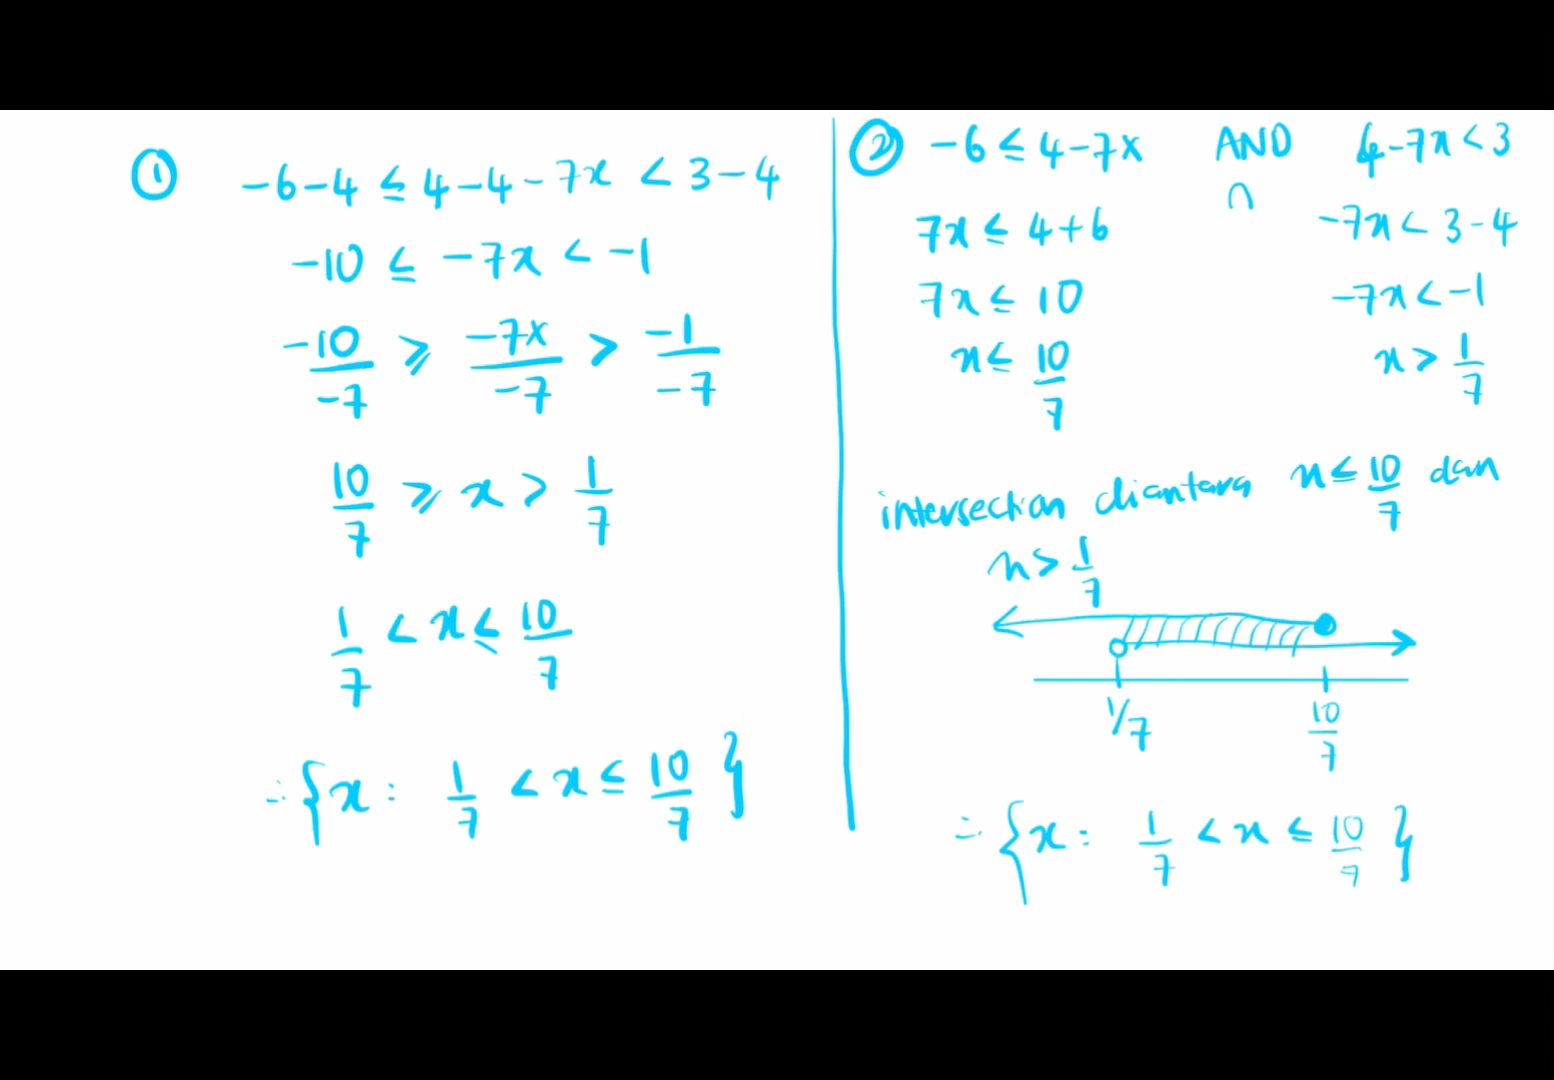 ① -6-4 ≤ 4-4-7x < 3-4
-10 ≤ -7x < -1
-10/-7 ≥ -7x/-7 > -1/-7
10/7 ≥ x > 1/7
1/7 < x ≤ 10/7
∴ {x: 1/7 < x ≤ 10/7}
② -6 ≤ 4-7x AND 4-7x < 3
7x ≤ 4+6 ∩ -7x < 3-4
7x ≤ 10 -7x < -1
x ≤ 10/7 x > 1/7
intersection diantara x ≤ 10/7 dan
x > 1/7
1/7 10/7
∴ {x: 1/7 < x ≤ 10/7}